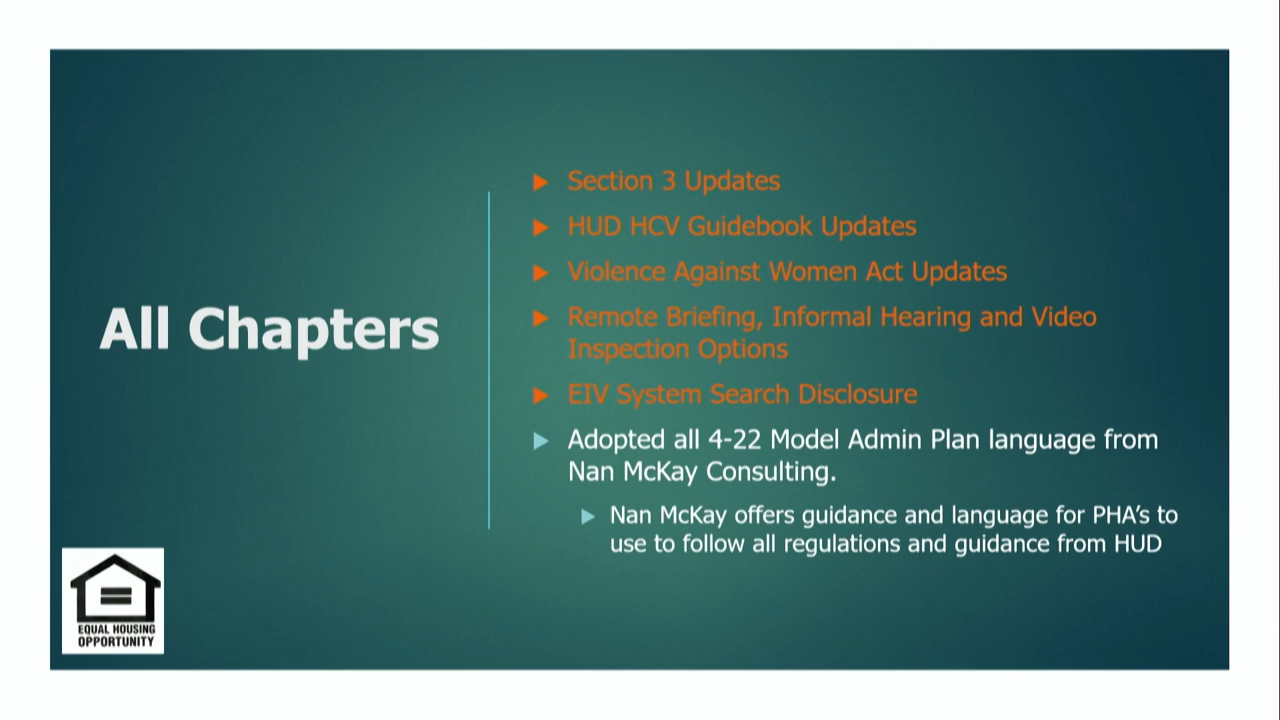 All Chapters
Section 3 Updates
HUD HCV Guidebook Updates
Violence Against Women Act Updates
Remote Briefing, Informal Hearing and Video
Inspection Options
EIV System Search Disclosure
Adopted all 4-22 Model Admin Plan language from
Nan McKay Consulting.
Nan McKay offers guidance and language for PHA’s to
use to follow all regulations and guidance from HUD
EQUAL HOUSING
OPPORTUNITY